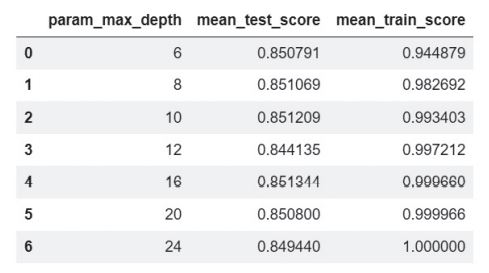 param_max_depth mean_test_score mean_train_score
0 6 0.850791 0.944879
1 8 0.851069 0.982692
2 10 0.851209 0.993403
3 12 0.844135 0.997212
4 16 0.851344 0.999660
5 20 0.850800 0.999966
6 24 0.849440 1.000000